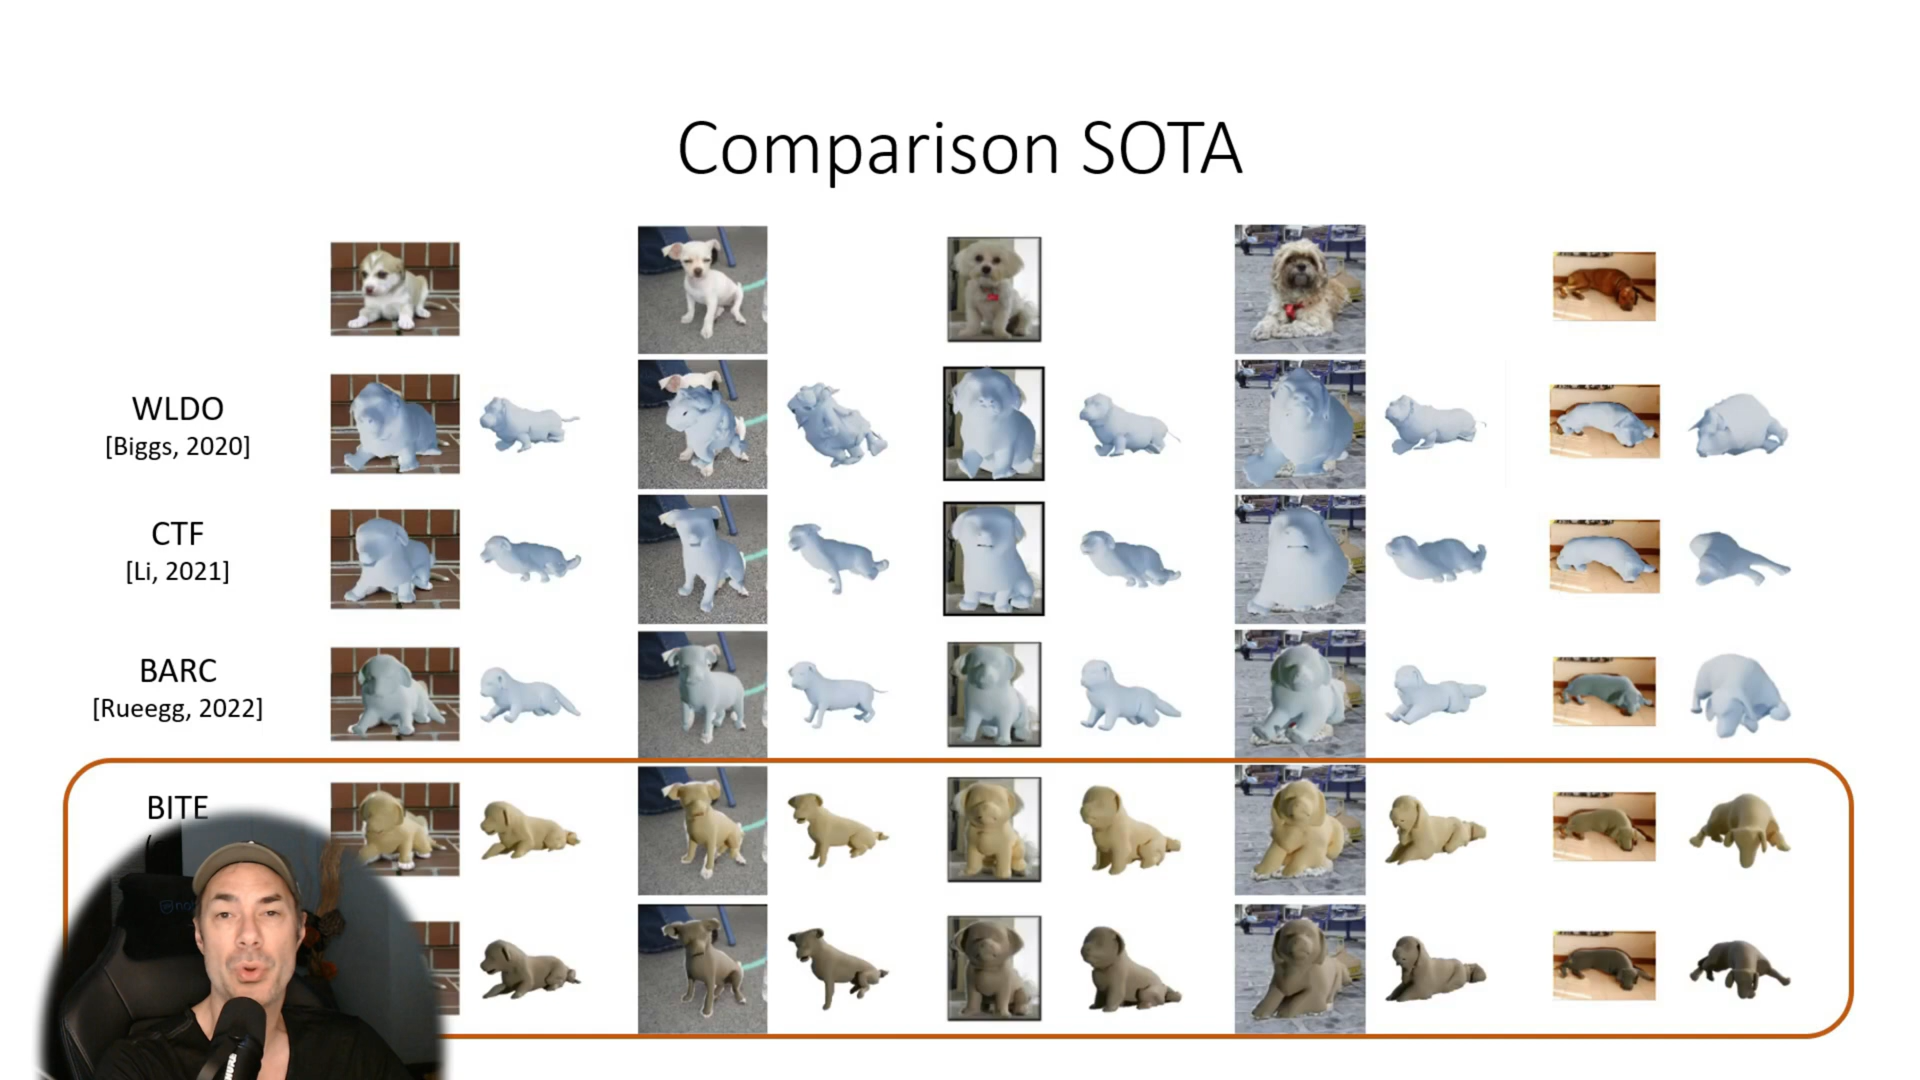 Comparison SOTA
WLDO
[Biggs, 2020]
CTF
[Li, 2021]
BARC
[Rueegg, 2022]
BITE